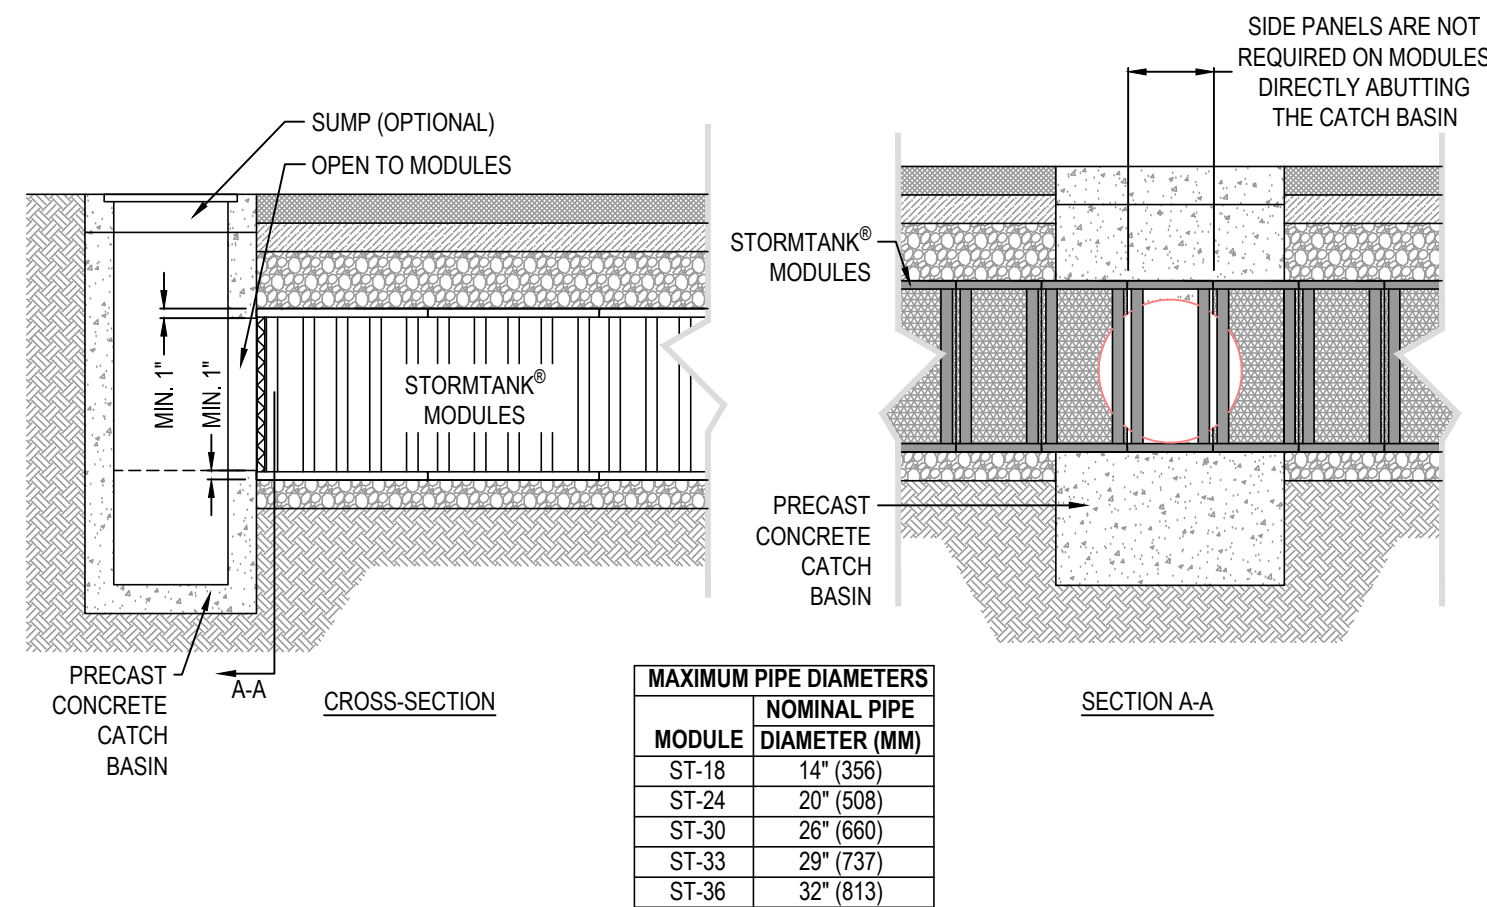 SIDE PANELS ARE NOT
REQUIRED ON MODULES
DIRECTLY ABUTTING
THE CATCH BASIN
SUMP (OPTIONAL)
OPEN TO MODULES
STORMTANK®
MODULES
MIN. 1"
MIN. 1"
STORMTANK®
MODULES
PRECAST
CONCRETE
CATCH
BASIN
PRECAST
CONCRETE
CATCH
BASIN
A-A
CROSS-SECTION
SECTION A-A
MAXIMUM PIPE DIAMETERS
MODULE NOMINAL PIPE
DIAMETER (MM)
ST-18 14" (356)
ST-24 20" (508)
ST-30 26" (660)
ST-33 29" (737)
ST-36 32" (813)